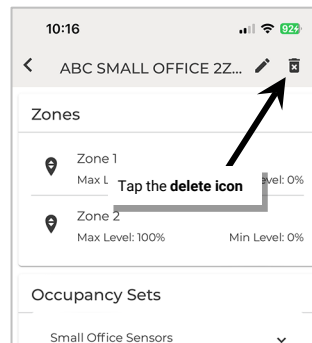 10:16
92
ABC SMALL OFFICE 2Z...
Zones
Zone 1
Max L
Tap the delete icon
evel: 0%
Zone 2
Max Level: 100% Min Level: 0%
Occupancy Sets
Small Office Sensors